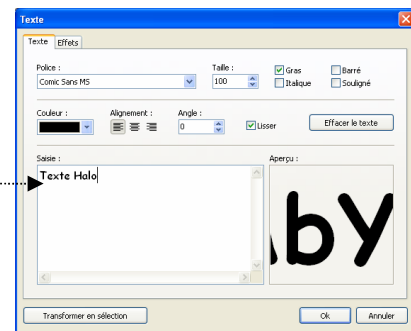 Texte
Texte Effets
Police : Taille :
Comic Sans MS 100 Gras Barré
Italique Souligné
Couleur : Alignement : Angle :
0 Lisser Effacer le texte
Saisie : Aperçu :
Texte Halo
AbY
Transformer en sélection Ok Annuler